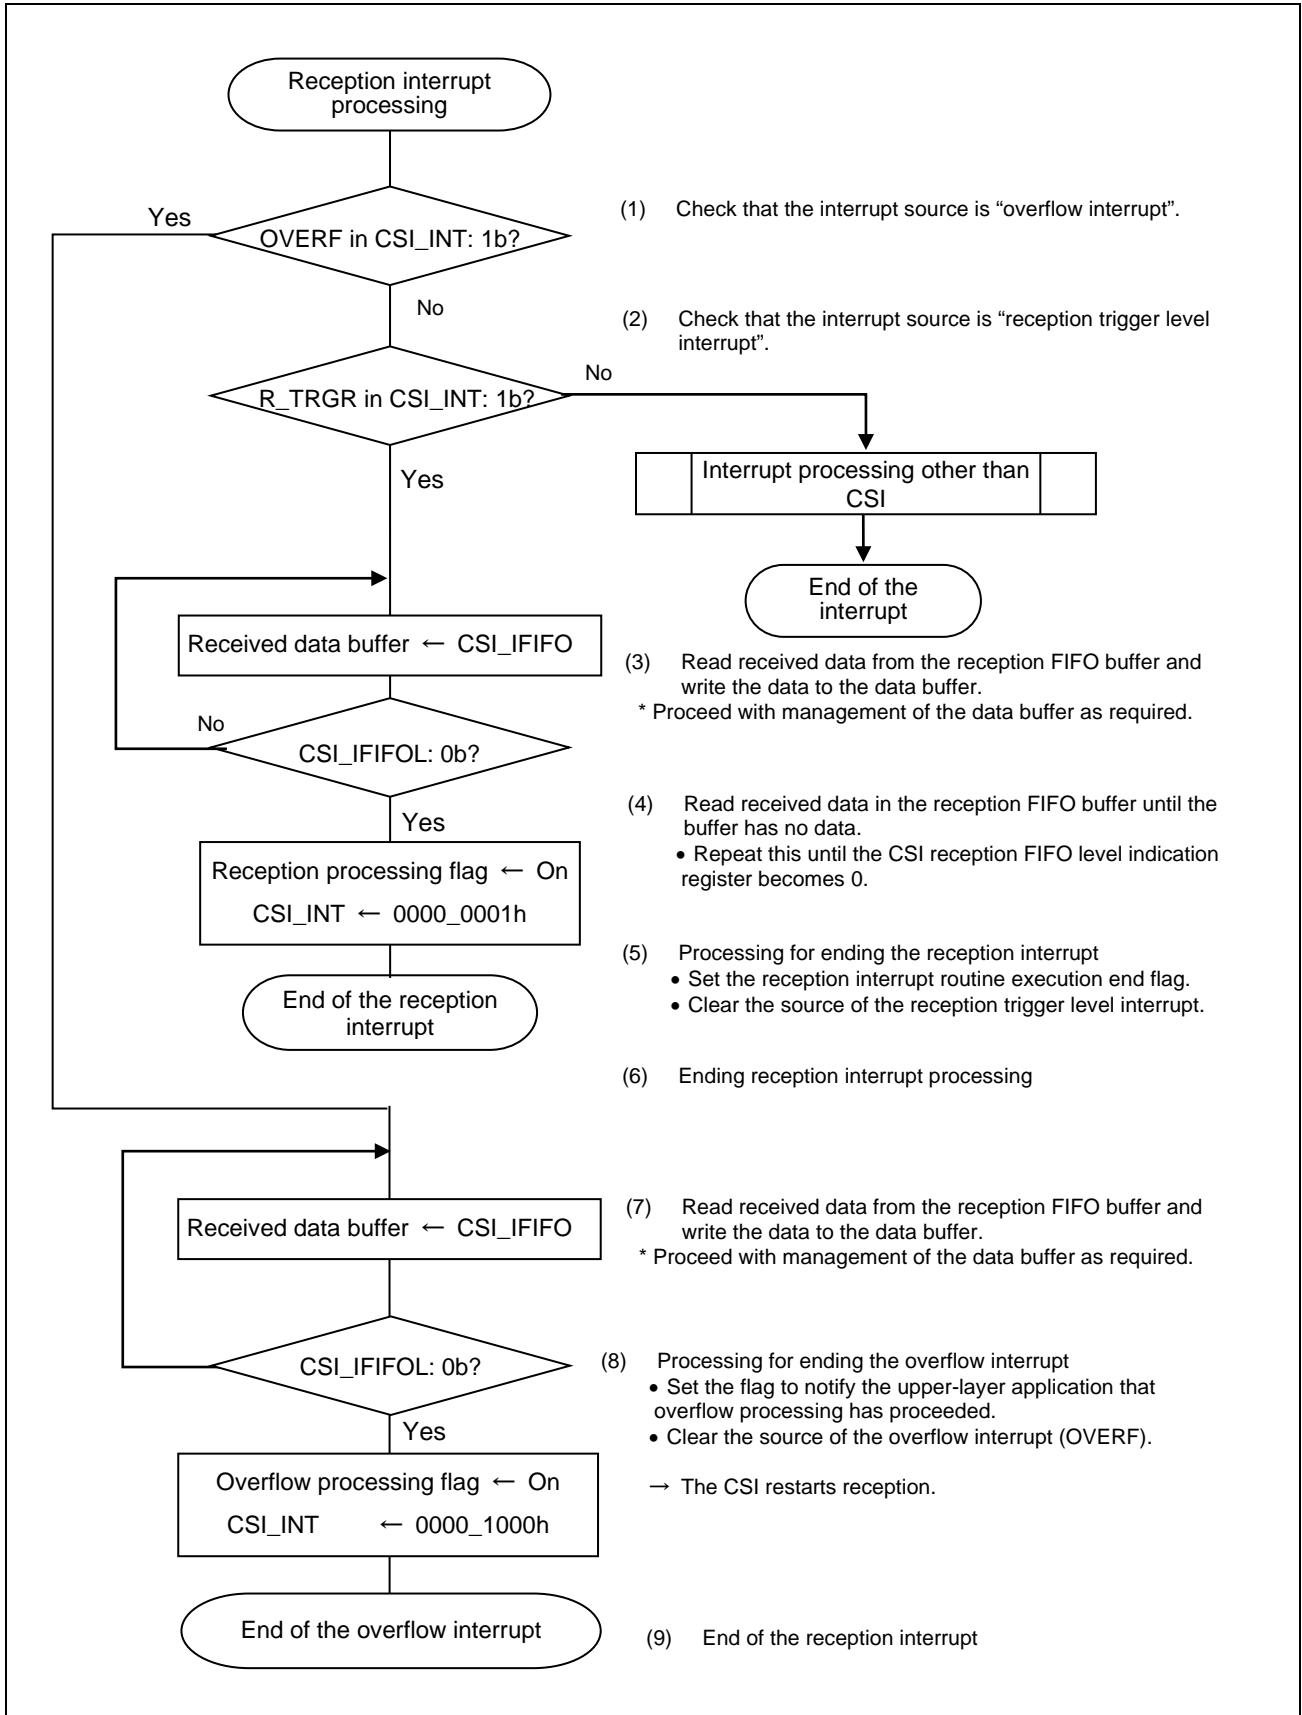 Reception interrupt
processing
(1) Check that the interrupt source is “overflow interrupt”.
Yes
OVERF in CSI_INT: 1b?
No
(2) Check that the interrupt source is “reception trigger level
interrupt”.
No
R_TRGR in CSI_INT: 1b?
Yes
Interrupt processing other than
CSI
End of the
interrupt
Received data buffer ← CSI_IFIFO
(3) Read received data from the reception FIFO buffer and
write the data to the data buffer.
* Proceed with management of the data buffer as required.
No
CSI_IFIFOL: 0b?
(4) Read received data in the reception FIFO buffer until the
buffer has no data.
• Repeat this until the CSI reception FIFO level indication
register becomes 0.
Yes
Reception processing flag ← On
CSI_INT ← 0000_0001h
(5) Processing for ending the reception interrupt
• Set the reception interrupt routine execution end flag.
• Clear the source of the reception trigger level interrupt.
End of the reception
interrupt
(6) Ending reception interrupt processing
Received data buffer ← CSI_IFIFO
(7) Read received data from the reception FIFO buffer and
write the data to the data buffer.
* Proceed with management of the data buffer as required.
CSI_IFIFOL: 0b?
(8) Processing for ending the overflow interrupt
• Set the flag to notify the upper-layer application that
overflow processing has proceeded.
• Clear the source of the overflow interrupt (OVERF).
→ The CSI restarts reception.
Yes
Overflow processing flag ← On
CSI_INT ← 0000_1000h
End of the overflow interrupt
(9) End of the reception interrupt